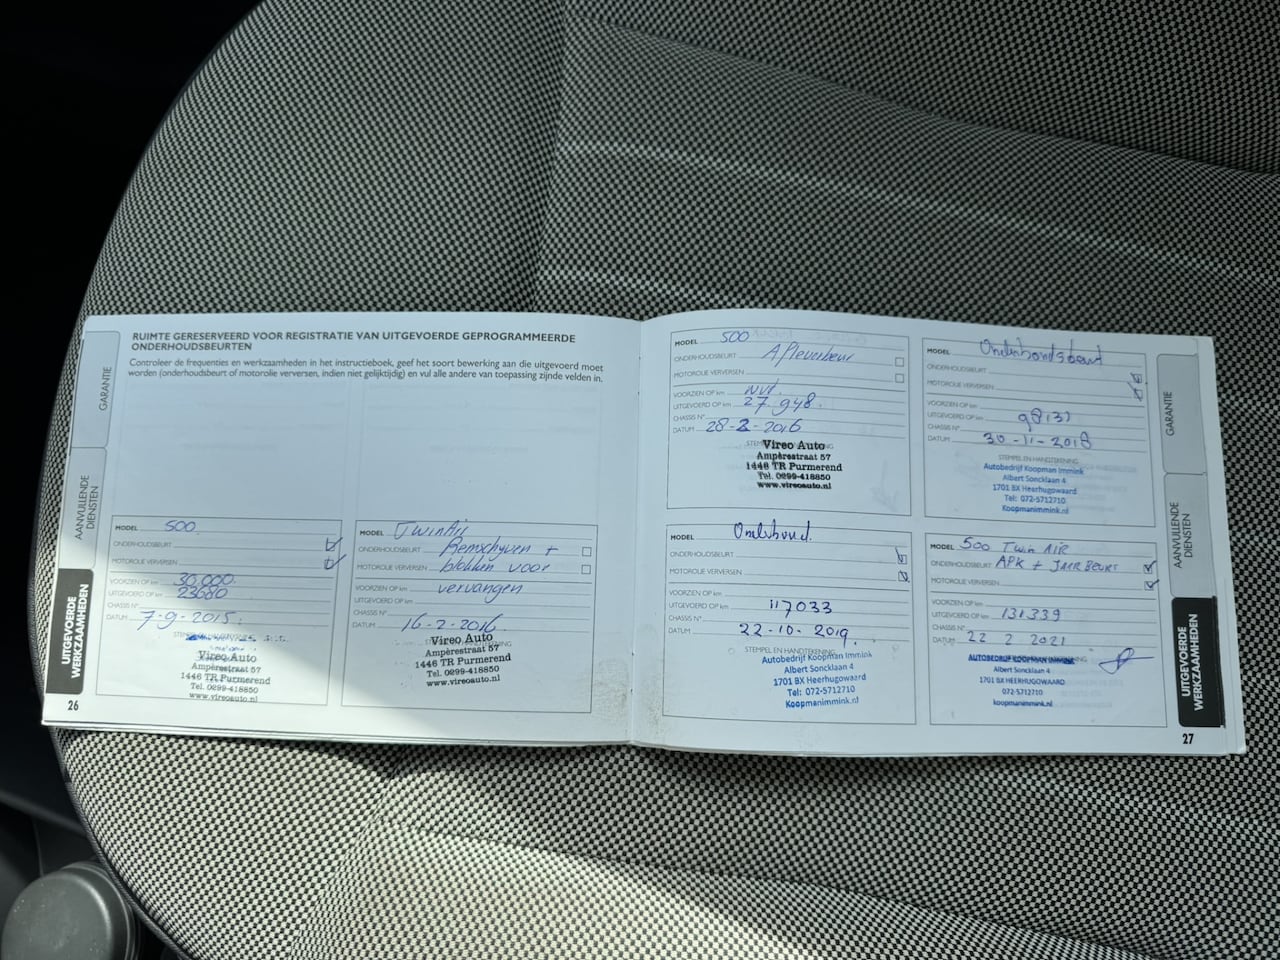 RUIMTE GERESERVEERD VOOR REGISTRATIE VAN UITGEVOERDE GEPROGRAMMEERDE
ONDERHOUDSBEURTEN
Controleer de frequenties en werkzaamheden in het instructieboek, geef het soort bewerking aan die uitgevoerd moet
worden (onderhoudsbeurt of motorolie verversen, indien niet gelijktijdig) en vul alle andere van toepassing zijnde velden in.
GARANTIE
AANVULLENDE
DIENSTEN
UITGEVOERDE
WERKZAAMHEDEN
26
MODEL 500
ONDERHOUDSBEURT
MOTOROLIE VERVERSEN
VOORZIEN OP km 30.000
UITGEVOERD OP km 23680
CHASSIS N°
DATUM 7-9-2015
Vireo Auto
Ampèrestraat 57
1446 TR Purmerend
Tel. 0299-418850
www.vireoauto.nl
MODEL TwinAir
ONDERHOUDSBEURT Remschyven +
MOTOROLIE VERVERSEN blokken voor
VOORZIEN OP km vervangen
UITGEVOERD OP km
CHASSIS N°
DATUM 16-2-2016
Vireo Auto
Ampèrestraat 57
1446 TR Purmerend
Tel. 0299-418850
www.vireoauto.nl
MODEL 500
ONDERHOUDSBEURT Afleverbeurt
MOTOROLIE VERVERSEN
VOORZIEN OP km nvt.
UITGEVOERD OP km 27.948.
CHASSIS N°
DATUM 28-2-2016
STEMPEL EN HANDTEKENING
Vireo Auto
Ampèrestraat 57
1446 TR Purmerend
Tel. 0299-418850
www.vireoauto.nl
MODEL Onderhoudsbeurt
ONDERHOUDSBEURT
MOTOROLIE VERVERSEN
VOORZIEN OP km
UITGEVOERD OP km
CHASSIS N°
DATUM 30-11-2018
STEMPEL EN HANDTEKENING
Autobedrijf Koopman Immink
Albert Soncklaan 4
1701 BX Heerhugowaard
Tel: 072-5712710
Koopmanimmink.nl
MODEL Onderhoud.
ONDERHOUDSBEURT
MOTOROLIE VERVERSEN
VOORZIEN OP km
UITGEVOERD OP km 117033
CHASSIS N°
DATUM 22-10-2019.
STEMPEL EN HANDTEKENING
Autobedrijf Koopman Immink
Albert Soncklaan 4
1701 BX Heerhugowaard
Tel: 072-5712710
Koopmanimmink.nl
MODEL 500 Twin AIR
ONDERHOUDSBEURT APK + JAARBEURT
MOTOROLIE VERVERSEN
VOORZIEN OP km
UITGEVOERD OP km 131339
CHASSIS N°
DATUM 22 2 2021
AUTOBEDRIJF KOOPMAN IMMINK
Albert Soncklaan 4
1701 BX HEERHUGOWAARD
072-5712710
koopmanimmink.nl
GARANTIE
AANVULLENDE
DIENSTEN
UITGEVOERDE
WERKZAAMHEDEN
27